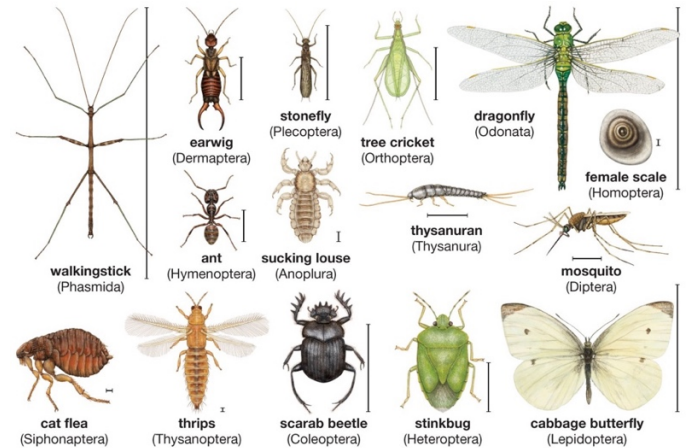 earwig
(Dermaptera)
stonefly
(Plecoptera)
tree cricket
(Orthoptera)
dragonfly
(Odonata)
female scale
(Homoptera)
walkingstick
(Phasmida)
ant
(Hymenoptera)
sucking louse
(Anoplura)
thysanuran
(Thysanura)
mosquito
(Diptera)
cat flea
(Siphonaptera)
thrips
(Thysanoptera)
scarab beetle
(Coleoptera)
stinkbug
(Heteroptera)
cabbage butterfly
(Lepidoptera)